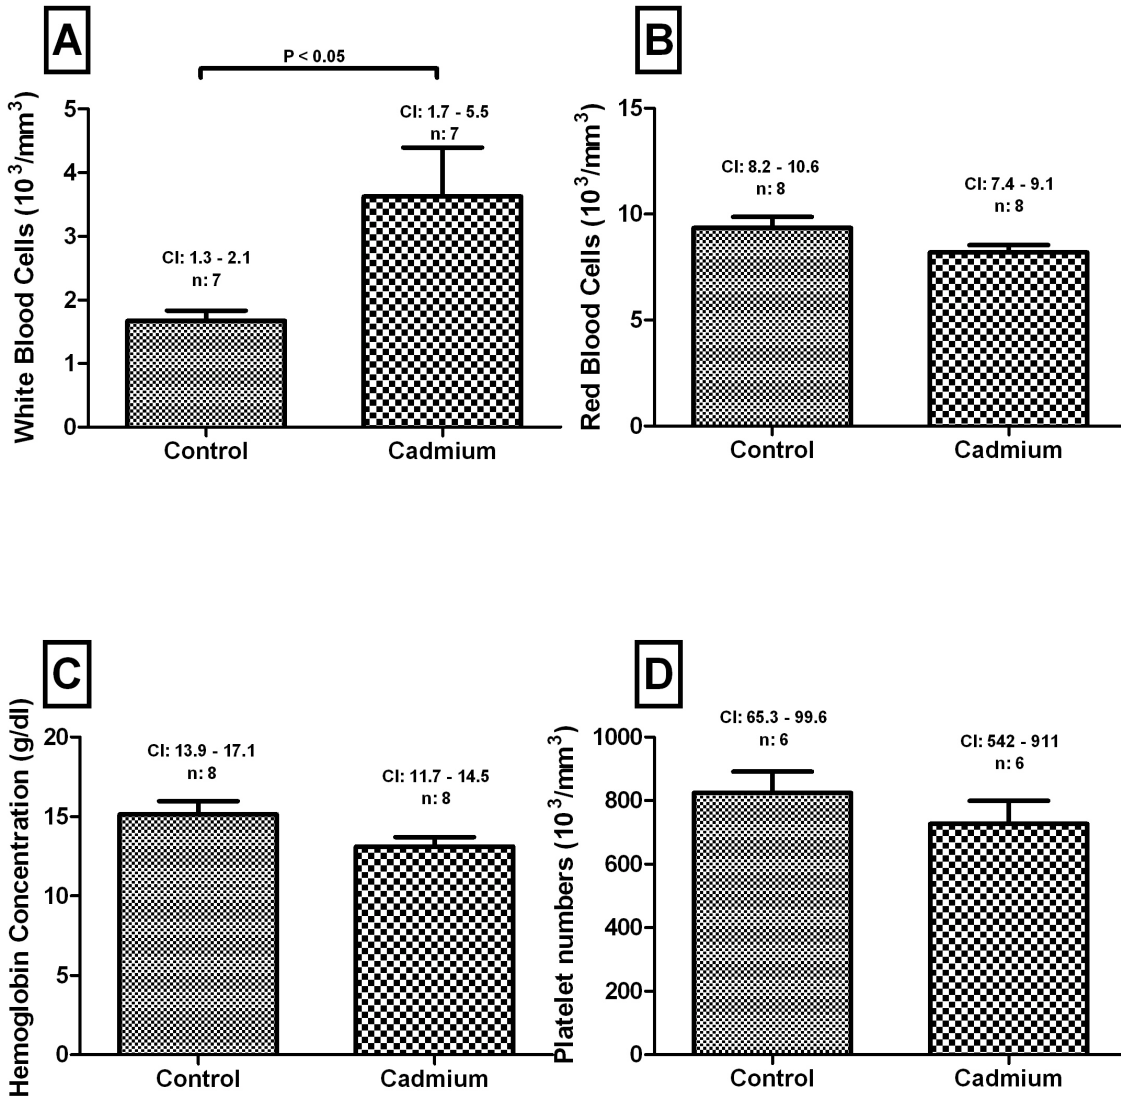 A
P < 0.05
White Blood Cells (10³/mm³)
5
4
3
2
1
0
CI: 1.3 - 2.1
n: 7
CI: 1.7 - 5.5
n: 7
Control
Cadmium
B
Red Blood Cells (10³/mm³)
15
10
5
0
CI: 8.2 - 10.6
n: 8
CI: 7.4 - 9.1
n: 8
Control
Cadmium
C
Hemoglobin Concentration (g/dl)
20
15
10
5
0
CI: 13.9 - 17.1
n: 8
CI: 11.7 - 14.5
n: 8
Control
Cadmium
D
Platelet numbers (10³/mm³)
1000
800
600
400
200
0
CI: 65.3 - 99.6
n: 6
CI: 542 - 911
n: 6
Control
Cadmium